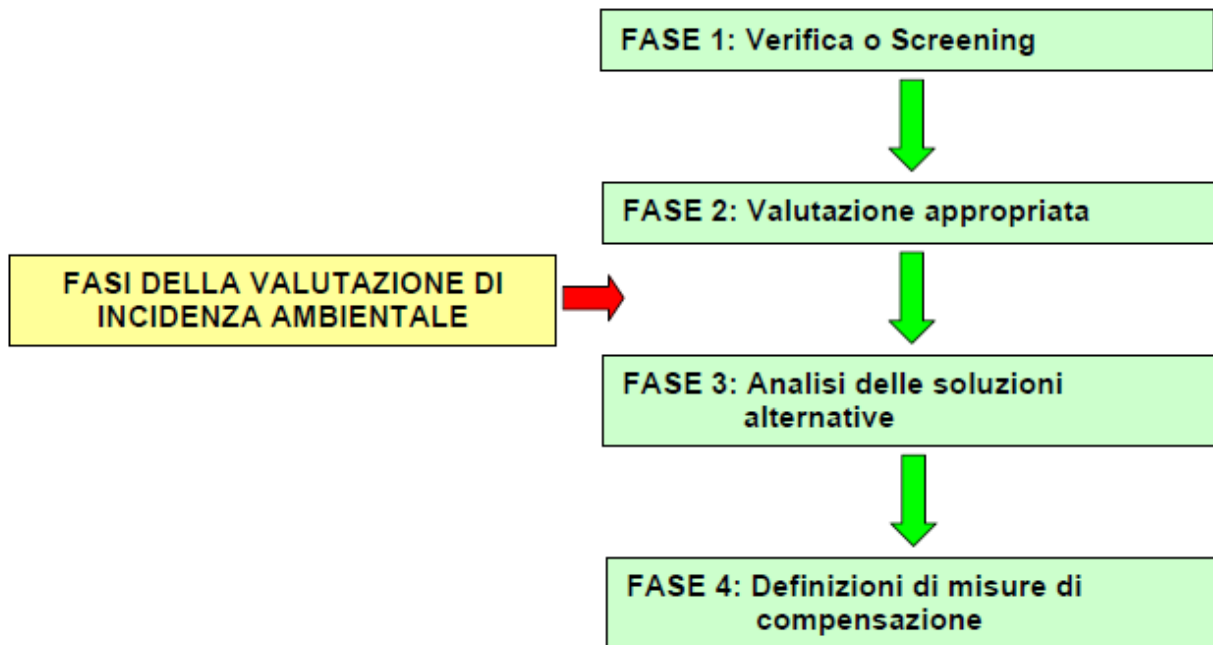 FASE 1: Verifica o Screening
FASE 2: Valutazione appropriata
FASI DELLA VALUTAZIONE DI
INCIDENZA AMBIENTALE
FASE 3: Analisi delle soluzioni
alternative
FASE 4: Definizioni di misure di
compensazione